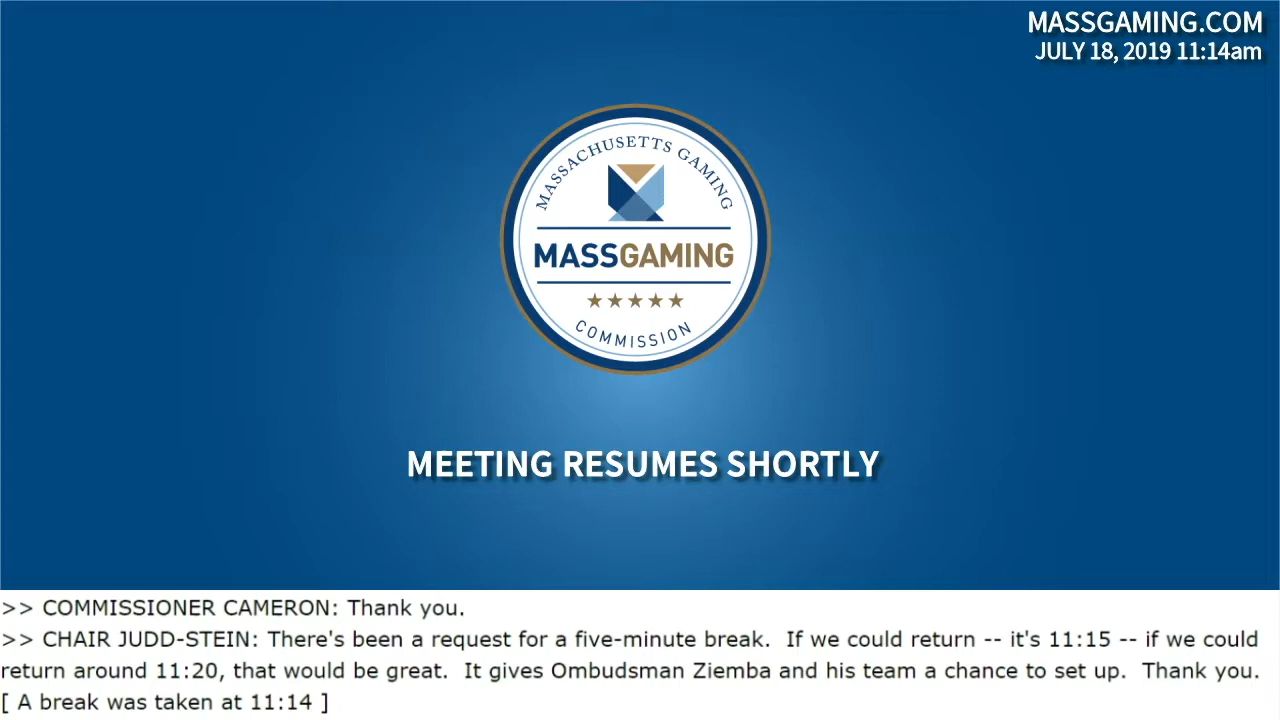 MASSGAMING.COM
JULY 18, 2019 11:14am
MASSACHUSETTS GAMING
MASSGAMING
COMMISSION
MEETING RESUMES SHORTLY
>> COMMISSIONER CAMERON: Thank you.
>> CHAIR JUDD-STEIN: There's been a request for a five-minute break.  If we could return -- it's 11:15 -- if we could
return around 11:20, that would be great.  It gives Ombudsman Ziemba and his team a chance to set up.  Thank you.
[ A break was taken at 11:14 ]